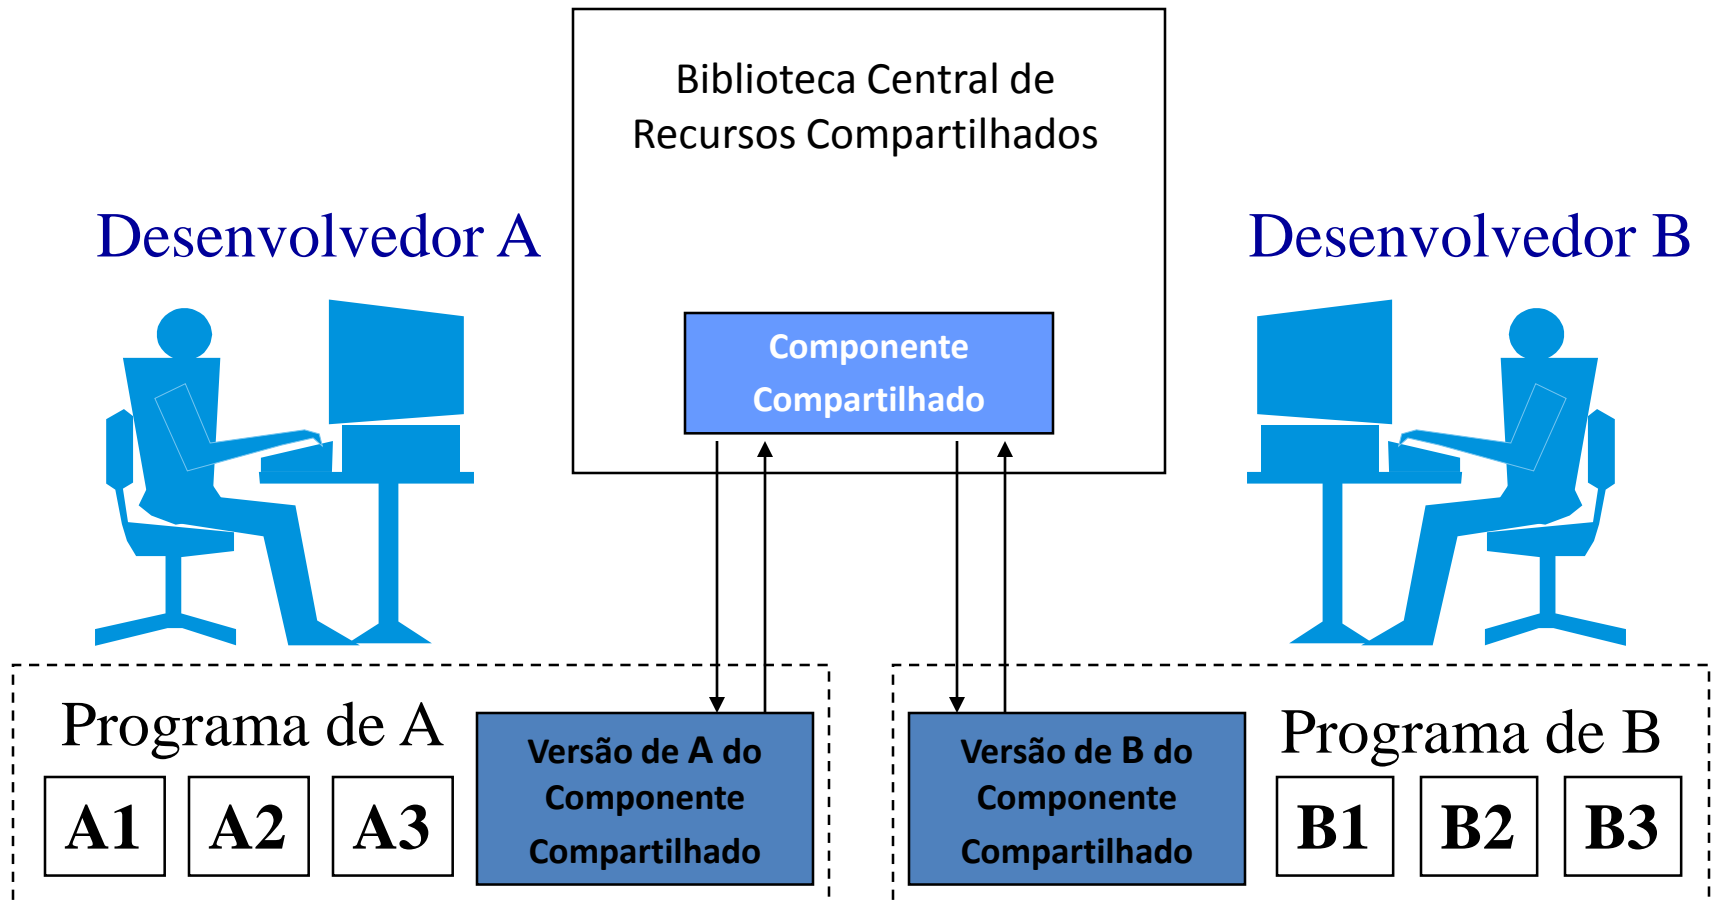 Biblioteca Central de
Recursos Compartilhados
Desenvolvedor A
Desenvolvedor B
Componente
Compartilhado
Programa de A
A1 A2 A3
Versão de A do
Componente
Compartilhado
Versão de B do
Componente
Compartilhado
Programa de B
B1 B2 B3